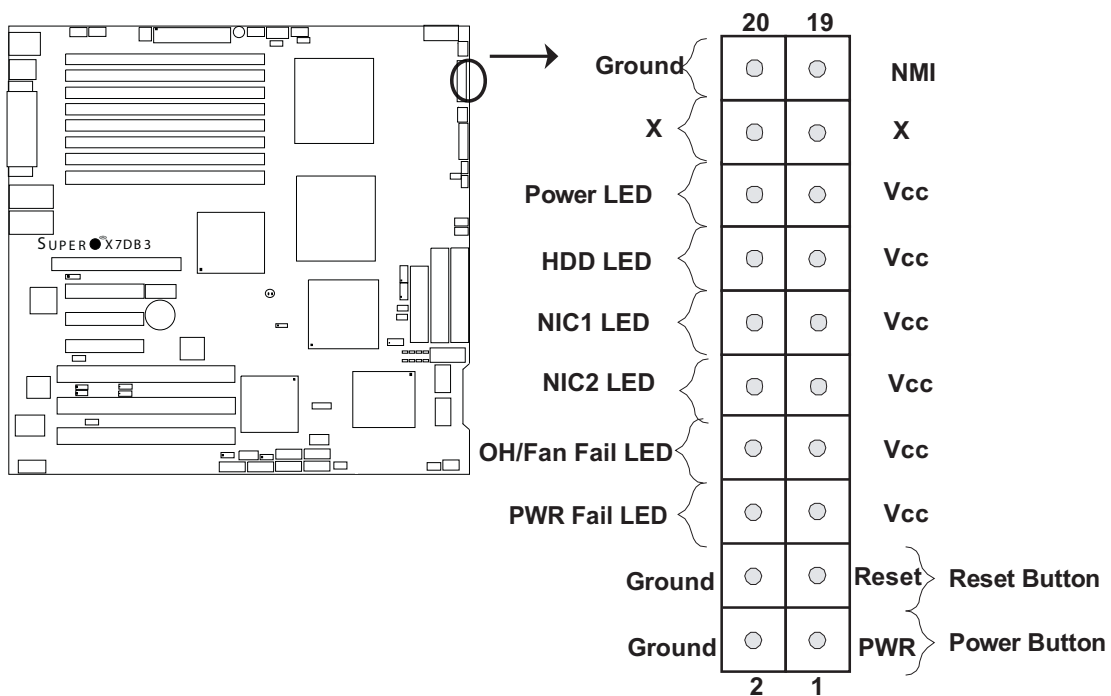 20 19
Ground NMI
X X
Power LED Vcc
SUPER X7DB3
HDD LED Vcc
NIC1 LED Vcc
NIC2 LED Vcc
OH/Fan Fail LED Vcc
PWR Fail LED Vcc
Ground Reset Reset Button
Ground PWR Power Button
2 1